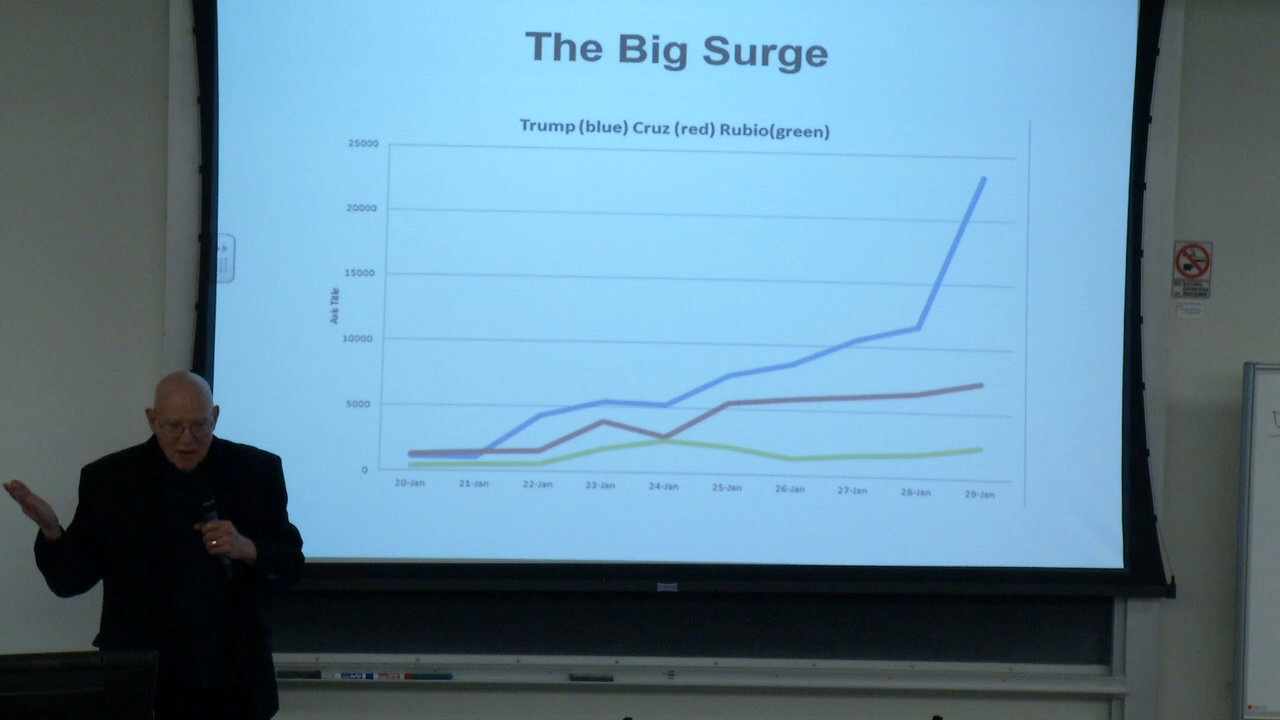 The Big Surge
Trump (blue) Cruz (red) Rubio(green)
25000
20000
15000
10000
5000
0
Axis Title
20-Jan
21-Jan
22-Jan
23-Jan
24-Jan
25-Jan
26-Jan
27-Jan
28-Jan
29-Jan